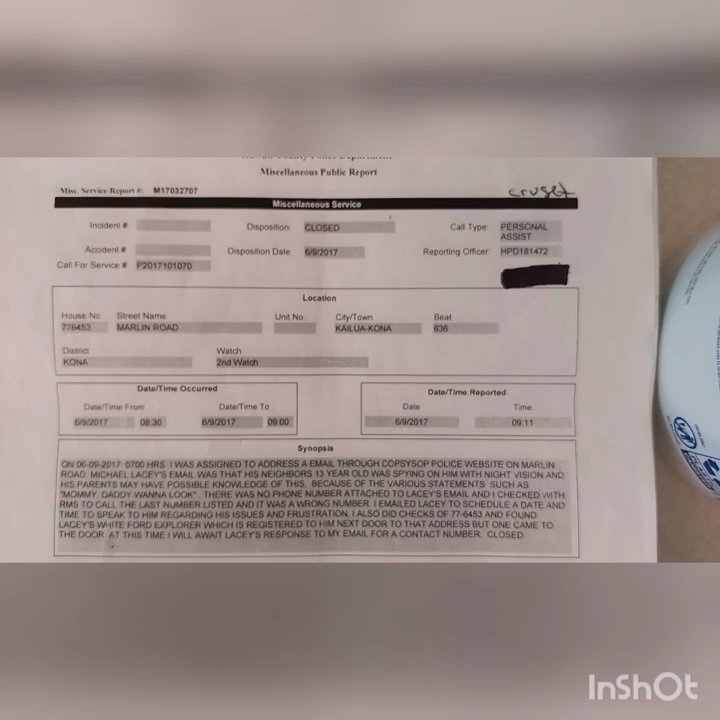 Miscellaneous Public Report
Misc. Service Report #: M17032707
cruset
Miscellaneous Service
Incident # Disposition: CLOSED Call Type: PERSONAL ASSIST
Accident # Disposition Date: 6/9/2017 Reporting Officer: HPD181472
Call For Service # P2017101070
Location
House No. Street Name Unit No. City/Town Beat
776453 MARLIN ROAD KAILUA-KONA 636
District Watch
KONA 2nd Watch
Date/Time Occurred Date/Time Reported
Date/Time From Date/Time To Date Time
6/9/2017 08:30 6/9/2017 09:00 6/9/2017 09:11
Synopsis
ON 06-09-2017 0700 HRS I WAS ASSIGNED TO ADDRESS A EMAIL THROUGH COPSYSOP POLICE WEBSITE ON MARLIN
ROAD. MICHAEL LACEY'S EMAIL WAS THAT HIS NEIGHBORS 13 YEAR OLD WAS SPYING ON HIM WITH NIGHT VISION AND
HIS PARENTS MAY HAVE POSSIBLE KNOWLEDGE OF THIS. BECAUSE OF THE VARIOUS STATEMENTS SUCH AS
"MOMMY, DADDY WANNA LOOK". THERE WAS NO PHONE NUMBER ATTACHED TO LACEY'S EMAIL AND I CHECKED WITH
RMS TO CALL THE LAST NUMBER LISTED AND IT WAS A WRONG NUMBER. I EMAILED LACEY TO SCHEDULE A DATE AND
TIME TO SPEAK TO HIM REGARDING HIS ISSUES AND FRUSTRATION. I ALSO DID CHECKS OF 77-6453 AND FOUND
LACEY'S WHITE FORD EXPLORER WHICH IS REGISTERED TO HIM NEXT DOOR TO THAT ADDRESS BUT ONE CAME TO
THE DOOR. AT THIS TIME I WILL AWAIT LACEY'S RESPONSE TO MY EMAIL FOR A CONTACT NUMBER. CLOSED
InShOt